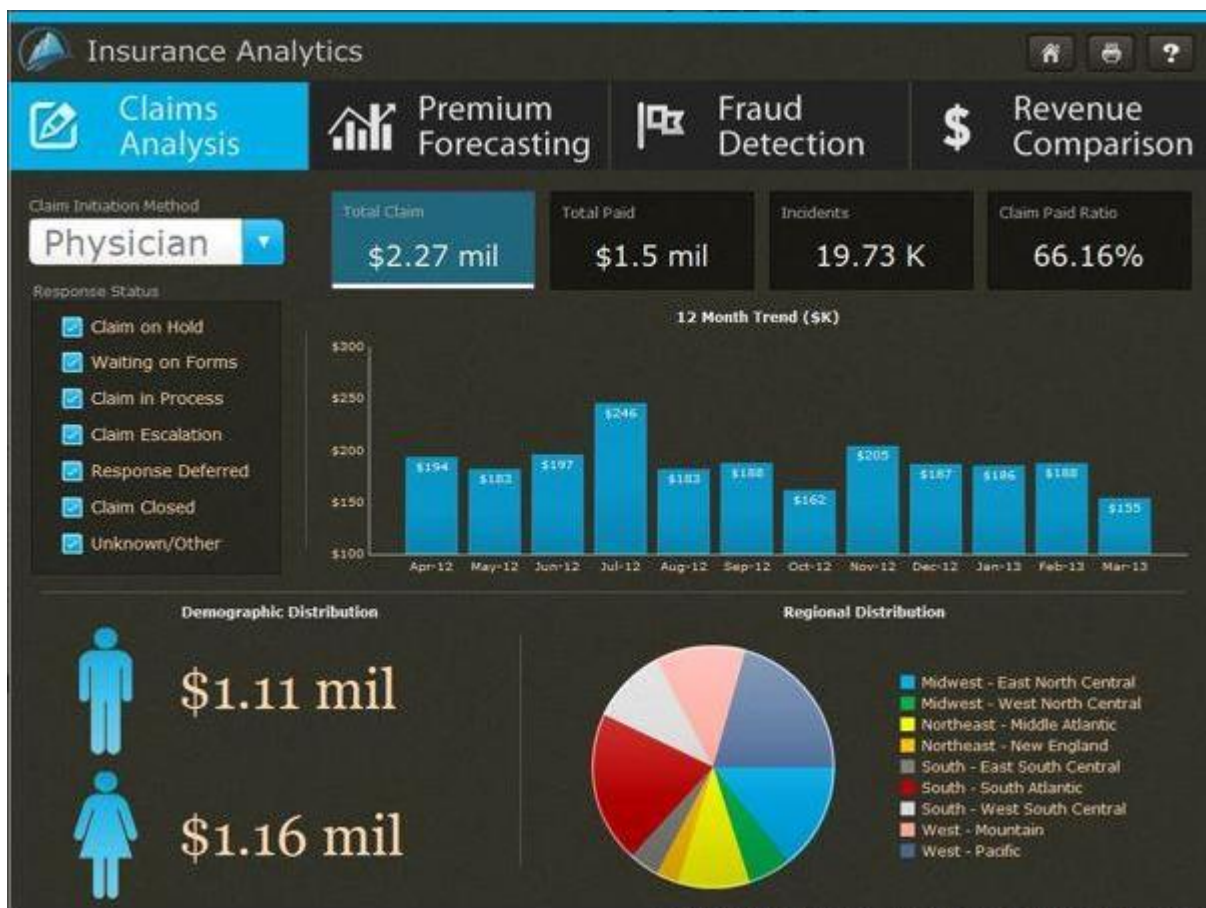 Insurance Analytics
?
Claims
Analysis
Premium
Forecasting
Fraud
Detection
$
Revenue
Comparison
Claim Initiation Method
Physician
Response Status
Claim on Hold
Waiting on Forms
Claim in Process
Claim Escalation
Response Deferred
Claim Closed
Unknown/Other
Total Claim
$2.27 mil
Total Paid
$1.5 mil
Incidents
19.73 K
Claim Paid Ratio
66.16%
12 Month Trend ($K)
$300
$250
$200
$150
$100
$194
$183
$197
$246
$183
$188
$162
$205
$187
$186
$188
$155
Apr-12
May-12
Jun-12
Jul-12
Aug-12
Sep-12
Oct-12
Nov-12
Dec-12
Jan-13
Feb-13
Mar-13
Demographic Distribution
$1.11 mil
$1.16 mil
Regional Distribution
Midwest - East North Central
Midwest - West North Central
Northeast - Middle Atlantic
Northeast - New England
South - East South Central
South - South Atlantic
South - West South Central
West - Mountain
West - Pacific